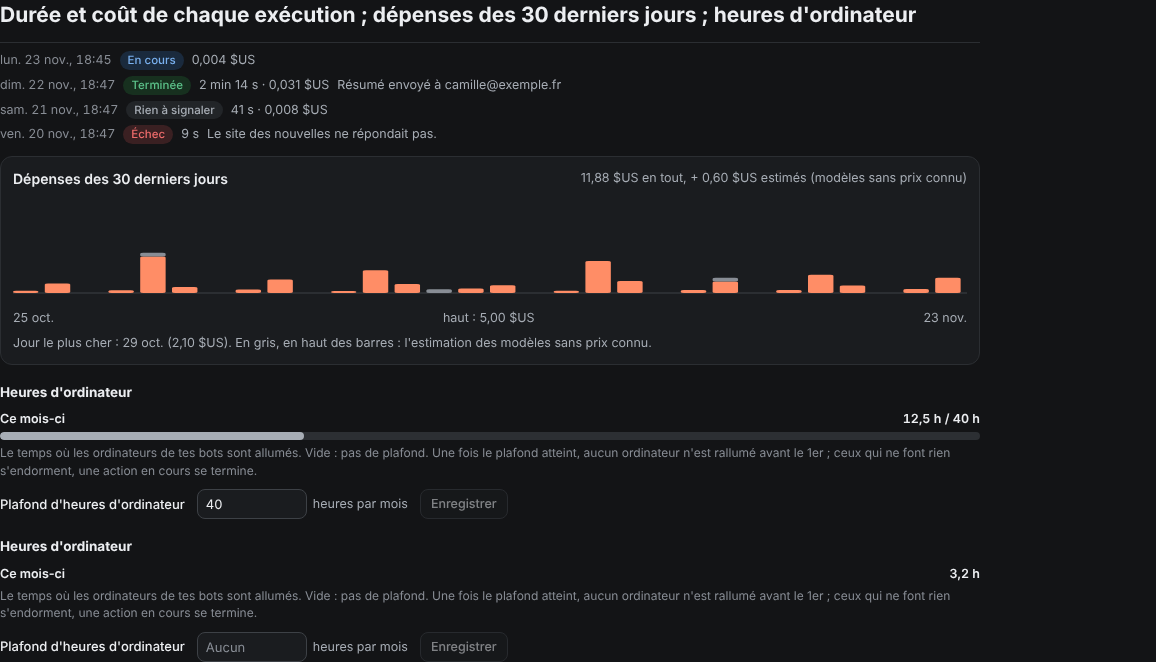 Durée et coût de chaque exécution ; dépenses des 30 derniers jours ; heures d'ordinateur
lun. 23 nov., 18:45 En cours 0,004 $US
dim. 22 nov., 18:47 Terminée 2 min 14 s · 0,031 $US Résumé envoyé à camille@exemple.fr
sam. 21 nov., 18:47 Rien à signaler 41 s · 0,008 $US
ven. 20 nov., 18:47 Échec 9 s Le site des nouvelles ne répondait pas.
Dépenses des 30 derniers jours 11,88 $US en tout, + 0,60 $US estimés (modèles sans prix connu)
25 oct. haut : 5,00 $US 23 nov.
Jour le plus cher : 29 oct. (2,10 $US). En gris, en haut des barres : l'estimation des modèles sans prix connu.
Heures d'ordinateur
Ce mois-ci 12,5 h / 40 h
Le temps où les ordinateurs de tes bots sont allumés. Vide : pas de plafond. Une fois le plafond atteint, aucun ordinateur n'est rallumé avant le 1er ; ceux qui ne font rien
s'endorment, une action en cours se termine.
Plafond d'heures d'ordinateur 40 heures par mois Enregistrer
Heures d'ordinateur
Ce mois-ci 3,2 h
Le temps où les ordinateurs de tes bots sont allumés. Vide : pas de plafond. Une fois le plafond atteint, aucun ordinateur n'est rallumé avant le 1er ; ceux qui ne font rien
s'endorment, une action en cours se termine.
Plafond d'heures d'ordinateur Aucun heures par mois Enregistrer